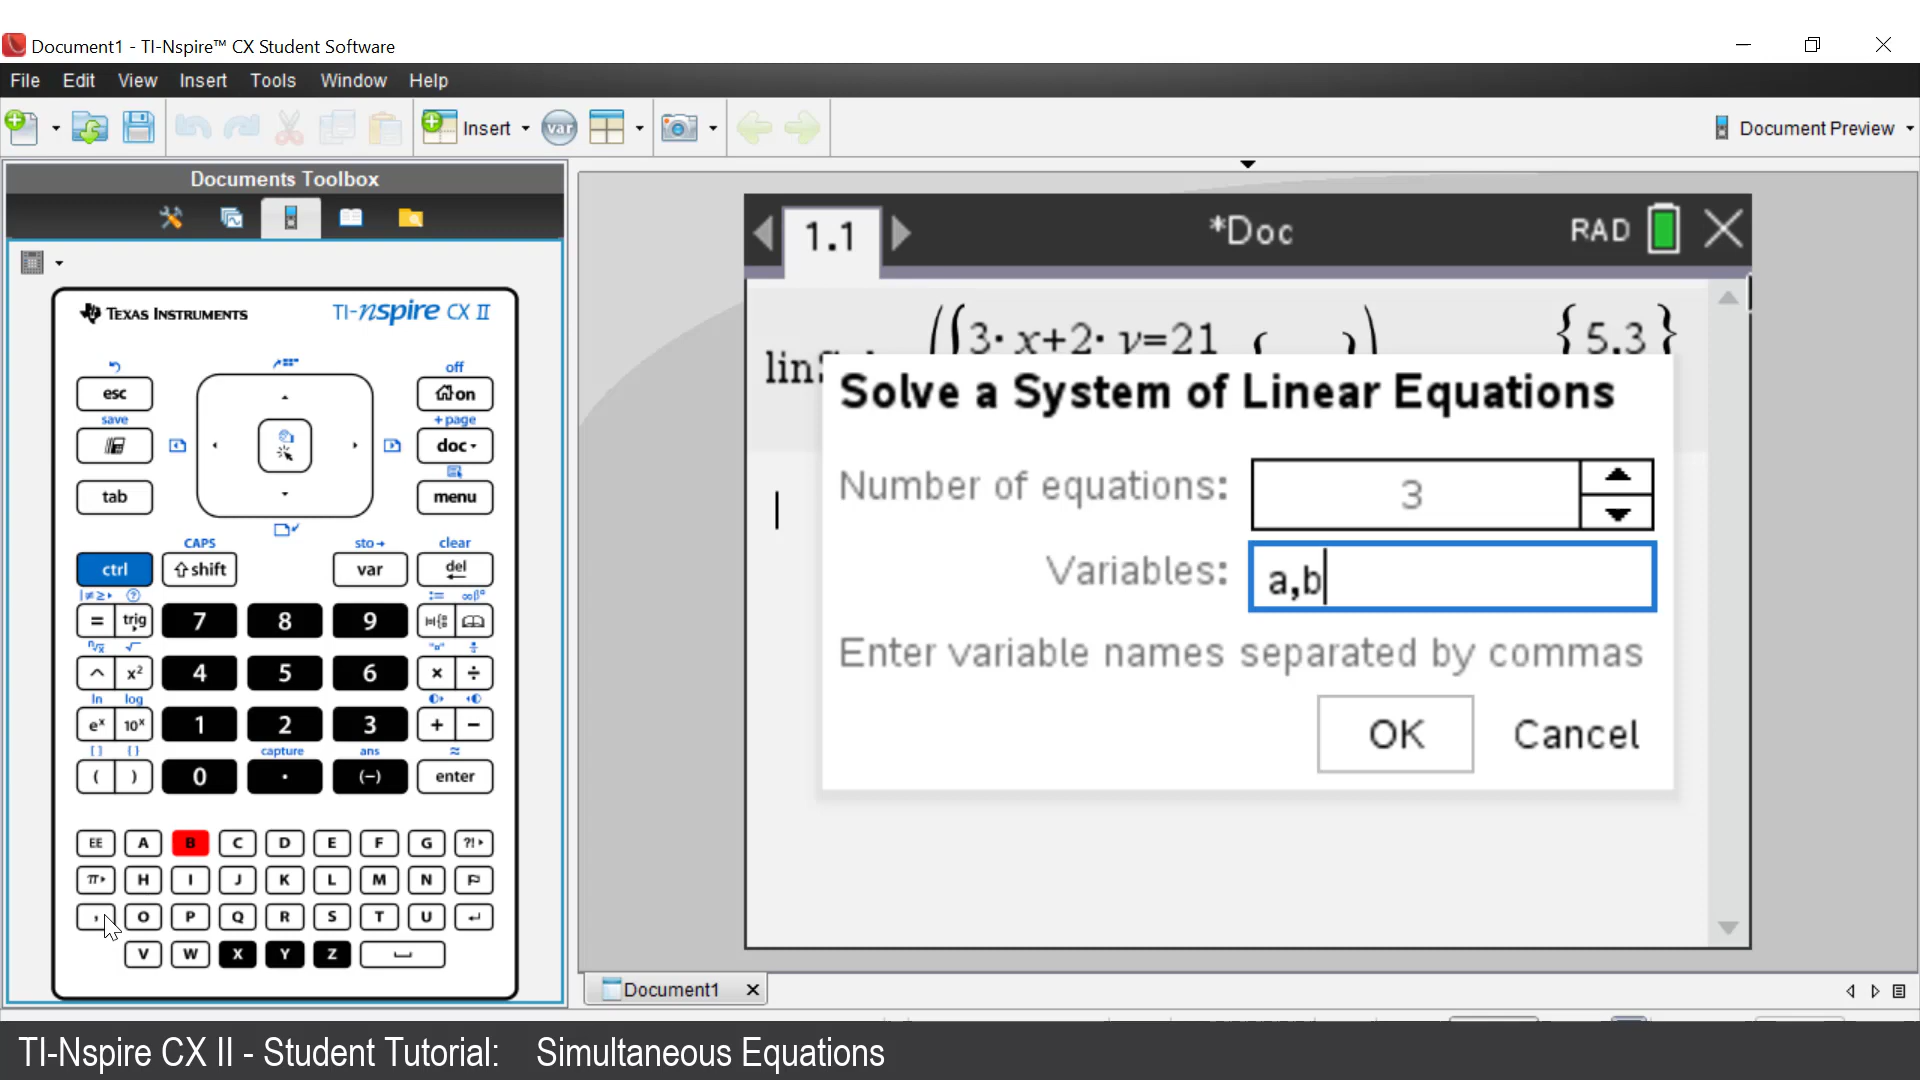 Document1 - TI-Nspire™ CX Student Software
File Edit View Insert Tools Window Help
Insert var Document Preview
Documents Toolbox
TEXAS INSTRUMENTS TI-nspire CX II
off
esc on
save + page
doc
tab menu
CAPS sto→ clear
ctrl ⇧shift var del
= trig 7 8 9
^ x² 4 5 6 × ÷
ln log
eˣ 10ˣ 1 2 3 + −
[ ] { } capture ans ≈
( ) 0 . (−) enter
EE A B C D E F G ?!▸
π▸ H I J K L M N
, O P Q R S T U ↵
V W X Y Z
1.1 *Doc RAD
3· x+2· y=21 {5,3}
lin
Solve a System of Linear Equations
Number of equations: 3
Variables: a,b
Enter variable names separated by commas
OK Cancel
Document1
TI-Nspire CX II - Student Tutorial: Simultaneous Equations